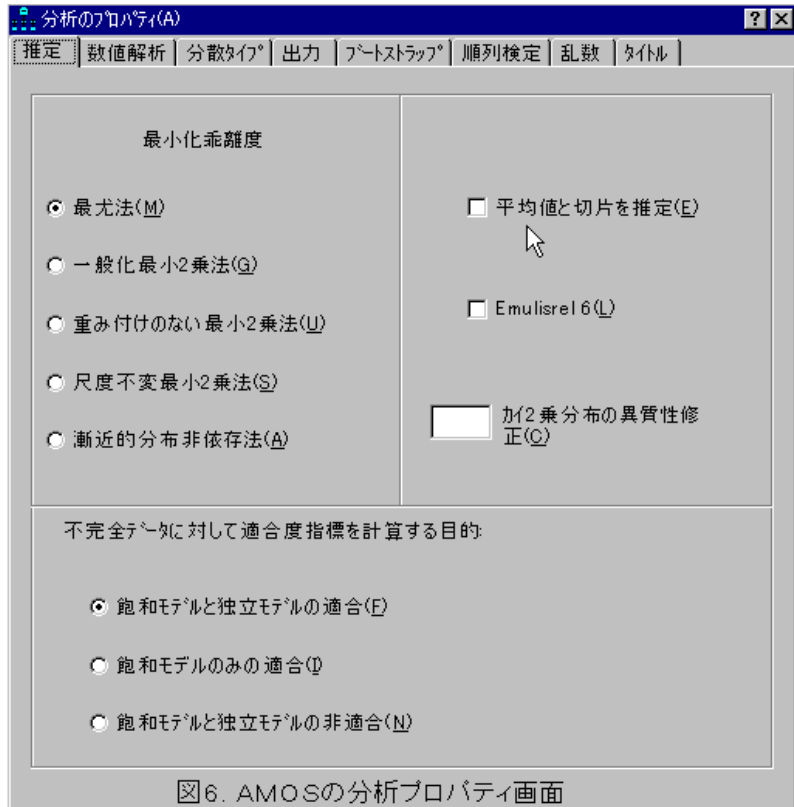 分析のﾌﾟﾛﾊﾟﾃｨ(A)
推定 数値解析 分散ﾀｲﾌﾟ 出力 ﾌﾞｰﾄｽﾄﾗｯﾌﾟ 順列検定 乱数 ﾀｲﾄﾙ
最小化乖離度
最尤法(M)
一般化最小2乗法(G)
重み付けのない最小2乗法(U)
尺度不変最小2乗法(S)
漸近的分布非依存法(A)
平均値と切片を推定(E)
Emulisrel6(L)
ｶｲ2乗分布の異質性修
正(C)
不完全ﾃﾞｰﾀに対して適合度指標を計算する目的:
飽和ﾓﾃﾞﾙと独立ﾓﾃﾞﾙの適合(F)
飽和ﾓﾃﾞﾙのみの適合(I)
飽和ﾓﾃﾞﾙと独立ﾓﾃﾞﾙの非適合(N)
図6. AMOSの分析プロパティ画面